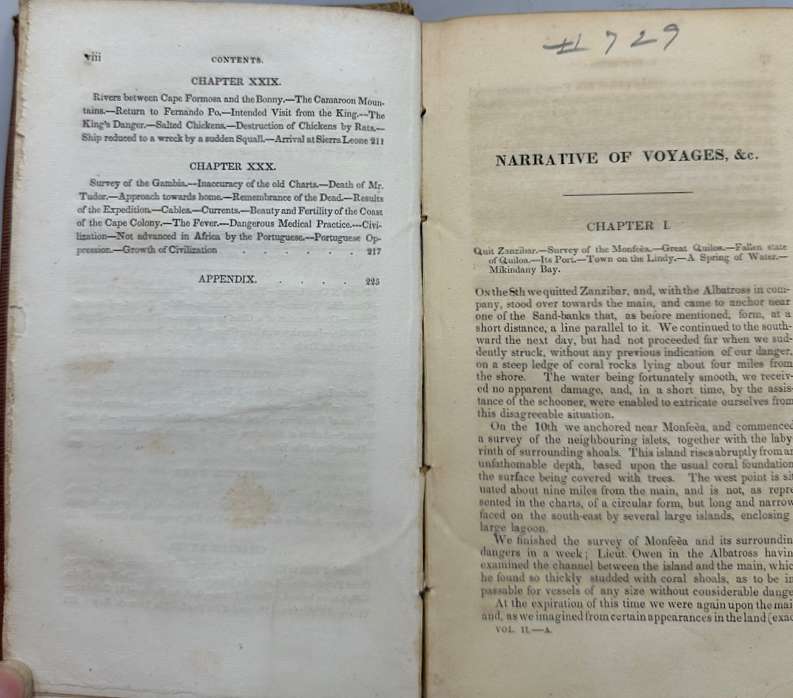 viii CONTENTS.
CHAPTER XXIX.
Rivers between Cape Formosa and the Bonny.—The Camaroon Moun-
tains.—Return to Fernando Po.—Intended Visit from the King.—The
King's Danger.—Salted Chickens.—Destruction of Chickens by Rats.—
Ship reduced to a wreck by a sudden Squall.—Arrival at Sierra Leone 211
CHAPTER XXX.
Survey of the Gambia.—Inaccuracy of the old Charts.—Death of Mr.
Tudor.—Approach towards home.—Remembrance of the Dead.—Results
of the Expedition.—Cables.—Currents.—Beauty and Fertility of the Coast
of the Cape Colony.—The Fever.—Dangerous Medical Practice.—Civi-
lization—Not advanced in Africa by the Portuguese.—Portuguese Op-
pression.—Growth of Civilization . . . . . 217
APPENDIX. . . . . 225
# 729
NARRATIVE OF VOYAGES, &c.
CHAPTER I.
Quit Zanzibar.—Survey of the Monfeèa.—Great Quiloa.—Fallen state
of Quiloa.—Its Port.—Town on the Lindy.—A Spring of Water.—
Mikindany Bay.
On the 8th we quitted Zanzibar, and, with the Albatross in com-
pany, stood over towards the main, and came to anchor near
one of the Sand-banks that, as before mentioned, form, at a
short distance, a line parallel to it. We continued to the south-
ward the next day, but had not proceeded far when we sud-
dently struck, without any previous indication of our danger,
on a steep ledge of coral rocks lying about four miles from
the shore. The water being fortunately smooth, we receiv-
ed no apparent damage, and, in a short time, by the assis-
tance of the schooner, were enabled to extricate ourselves from
this disagreeable situation.
On the 10th we anchored near Monfeèa, and commenced
a survey of the neighbouring islets, together with the laby-
rinth of surrounding shoals. This island rises abruptly from an
unfathomable depth, based upon the usual coral foundation
the surface being covered with trees. The west point is sit
uated about nine miles from the main, and is not, as repre
sented in the charts, of a circular form, but long and narrow
faced on the south-east by several large islands, enclosing
large lagoon.
We finished the survey of Monfeèa and its surroundin
dangers in a week; Lieut. Owen in the Albatross havin
examined the channel between the island and the main, whic
he found so thickly studded with coral shoals, as to be im
passable for vessels of any size without considerable dange
At the expiration of this time we were again upon the mai
and, as we imagined from certain appearances in the land (exac
VOL. II.—A.